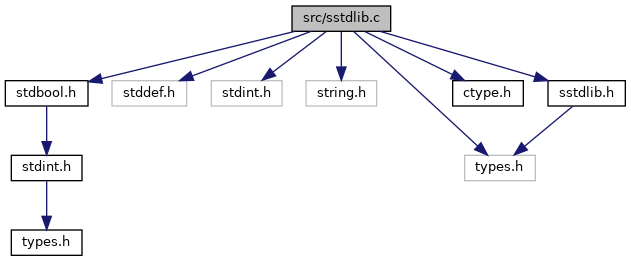 src/sstdlib.c
stdbool.h
stddef.h
stdint.h
string.h
ctype.h
sstdlib.h
stdint.h
types.h
types.h